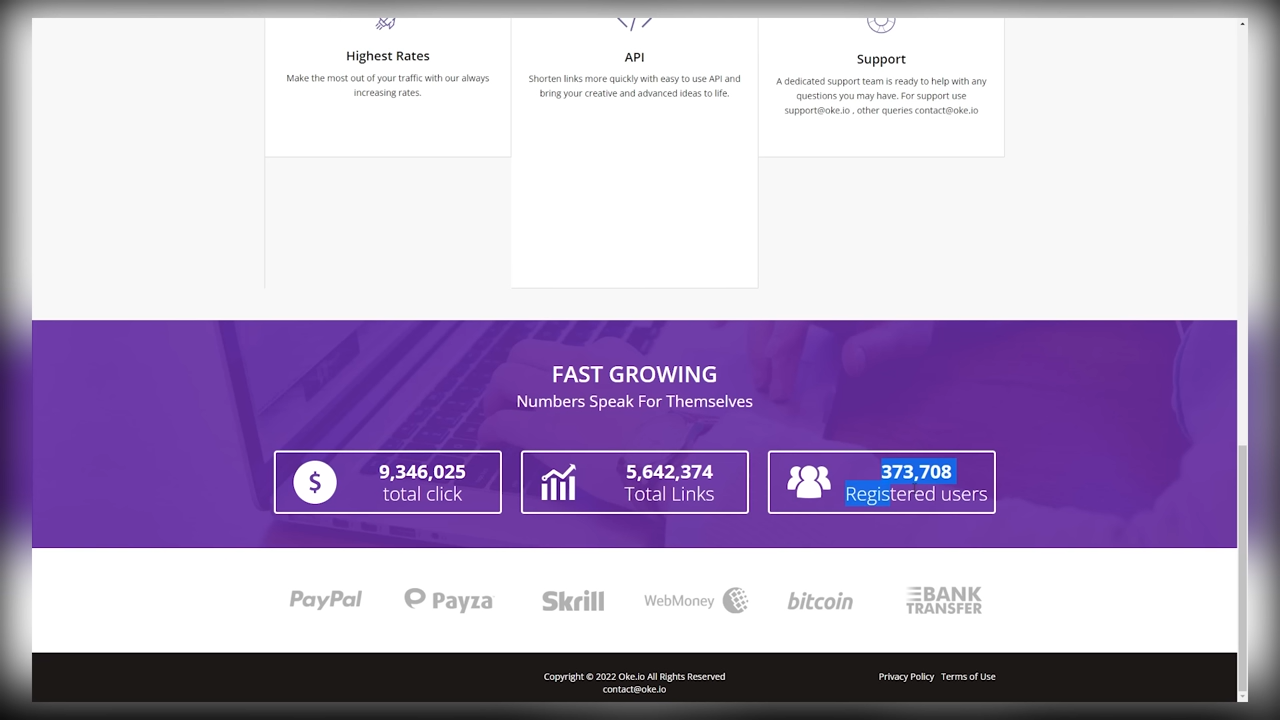 Highest Rates
Make the most out of your traffic with our always
increasing rates.
API
Shorten links more quickly with easy to use API and
bring your creative and advanced ideas to life.
Support
A dedicated support team is ready to help with any
questions you may have. For support use
support@oke.io , other queries contact@oke.io
FAST GROWING
Numbers Speak For Themselves
9,346,025
total click
5,642,374
Total Links
373,708
Registered users
PayPal
Payza
Skrill
WebMoney
bitcoin
BANK
TRANSFER
Copyright © 2022 Oke.io All Rights Reserved
contact@oke.io
Privacy Policy Terms of Use